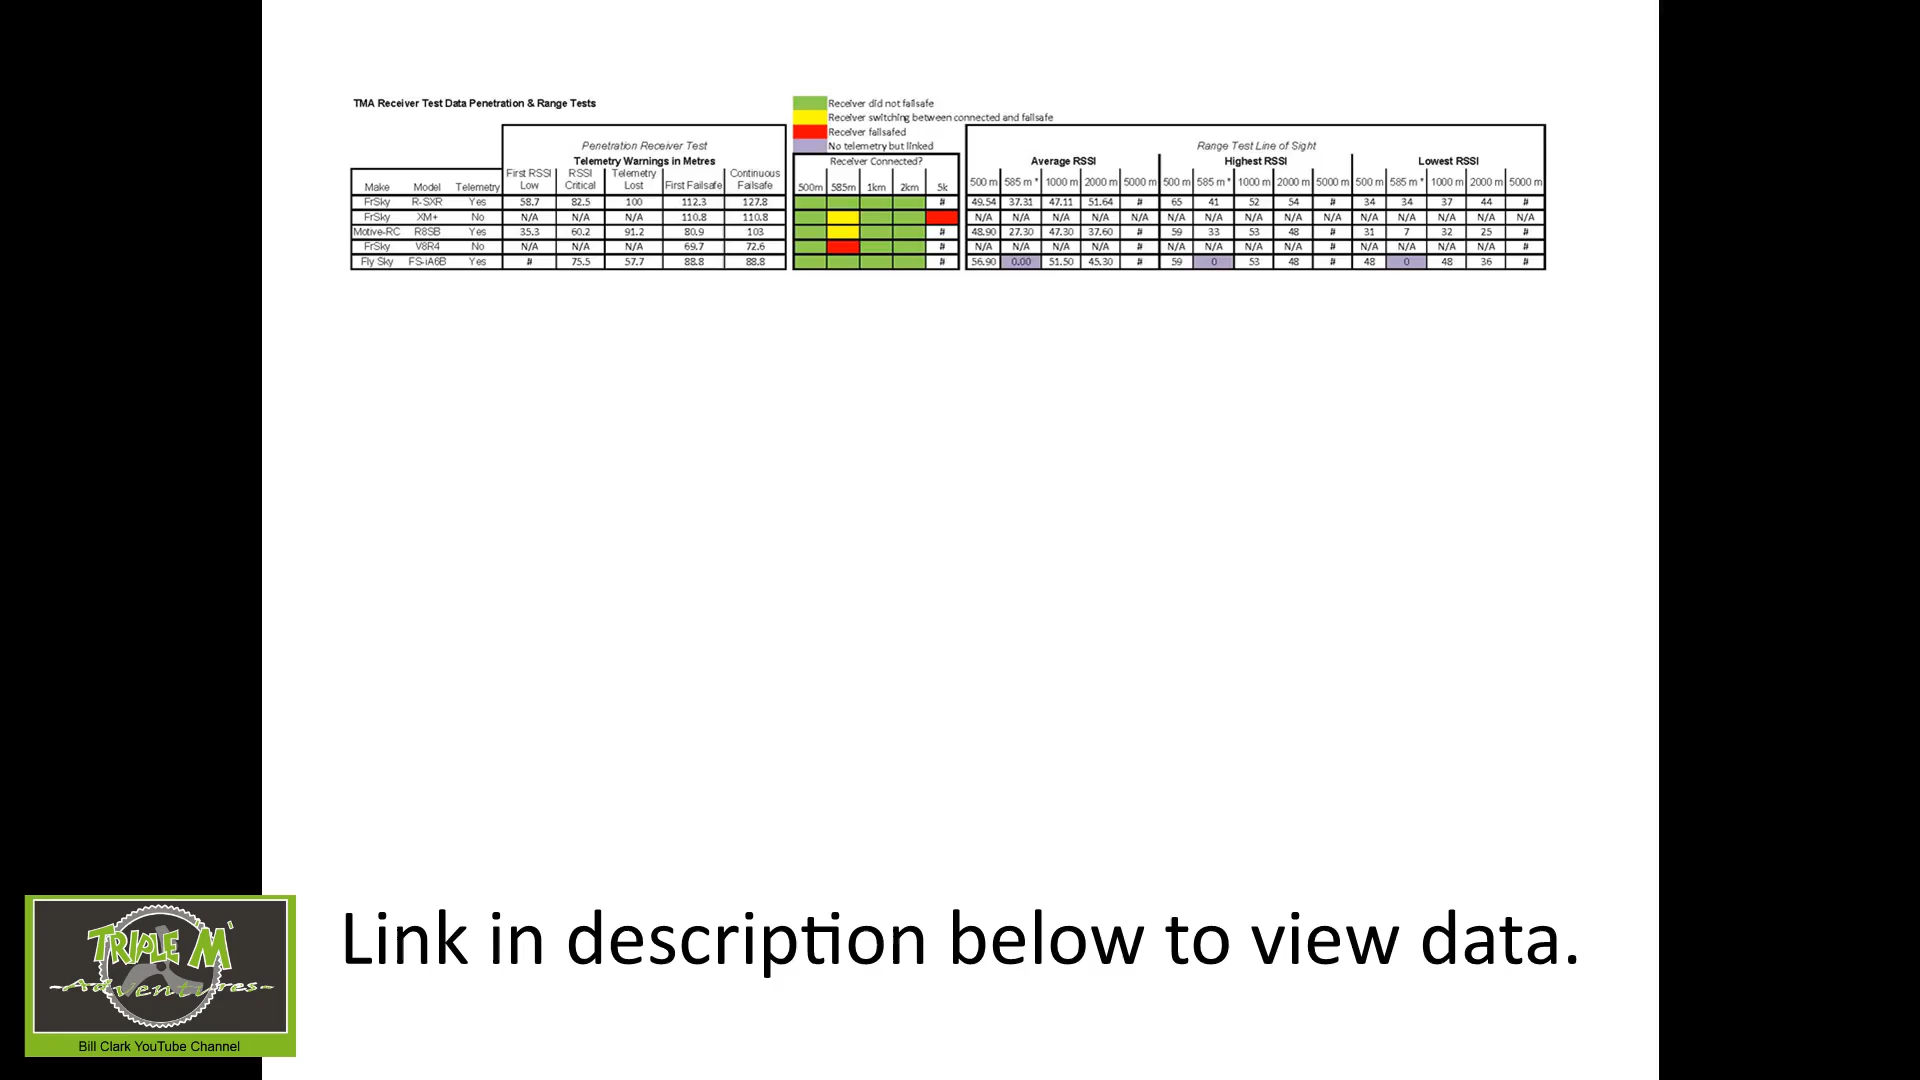 TMA Receiver Test Data Penetration & Range Tests
Receiver did not failsafe
Receiver switching between connected and failsafe
Receiver failsafed
No telemetry but linked
Penetration Receiver Test
Range Test Line of Sight
Telemetry Warnings in Metres
Receiver Connected?
Average RSSI Highest RSSI Lowest RSSI
Make Model Telemetry First RSSI Low RSSI Critical Telemetry Lost First Failsafe Continuous Failsafe 500m 585m 1km 2km 5k 500 m 585 m * 1000 m 2000 m 5000 m 500 m 585 m * 1000 m 2000 m 5000 m 500 m 585 m * 1000 m 2000 m 5000 m
FrSky R-SXR Yes 58.7 82.5 100 112.3 127.8 # 49.54 37.31 47.11 51.64 # 65 41 52 54 # 34 34 37 44 #
FrSky XM+ No N/A N/A N/A 110.8 110.8 N/A N/A N/A N/A N/A N/A N/A N/A N/A N/A N/A N/A N/A N/A N/A
Motive-RC R8SB Yes 35.3 60.2 91.2 80.9 103 # 48.90 27.30 47.30 37.60 # 59 33 53 48 # 31 7 32 25 #
FrSky V8R4 No N/A N/A N/A 69.7 72.6 # N/A N/A N/A N/A # N/A N/A N/A N/A # N/A N/A N/A N/A #
Fly Sky FS-iA6B Yes # 75.5 57.7 88.8 88.8 # 56.90 0.00 51.50 45.30 # 59 0 53 48 # 48 0 48 36 #
Link in description below to view data.
TRIPLE M'
-Adventures-
Bill Clark YouTube Channel